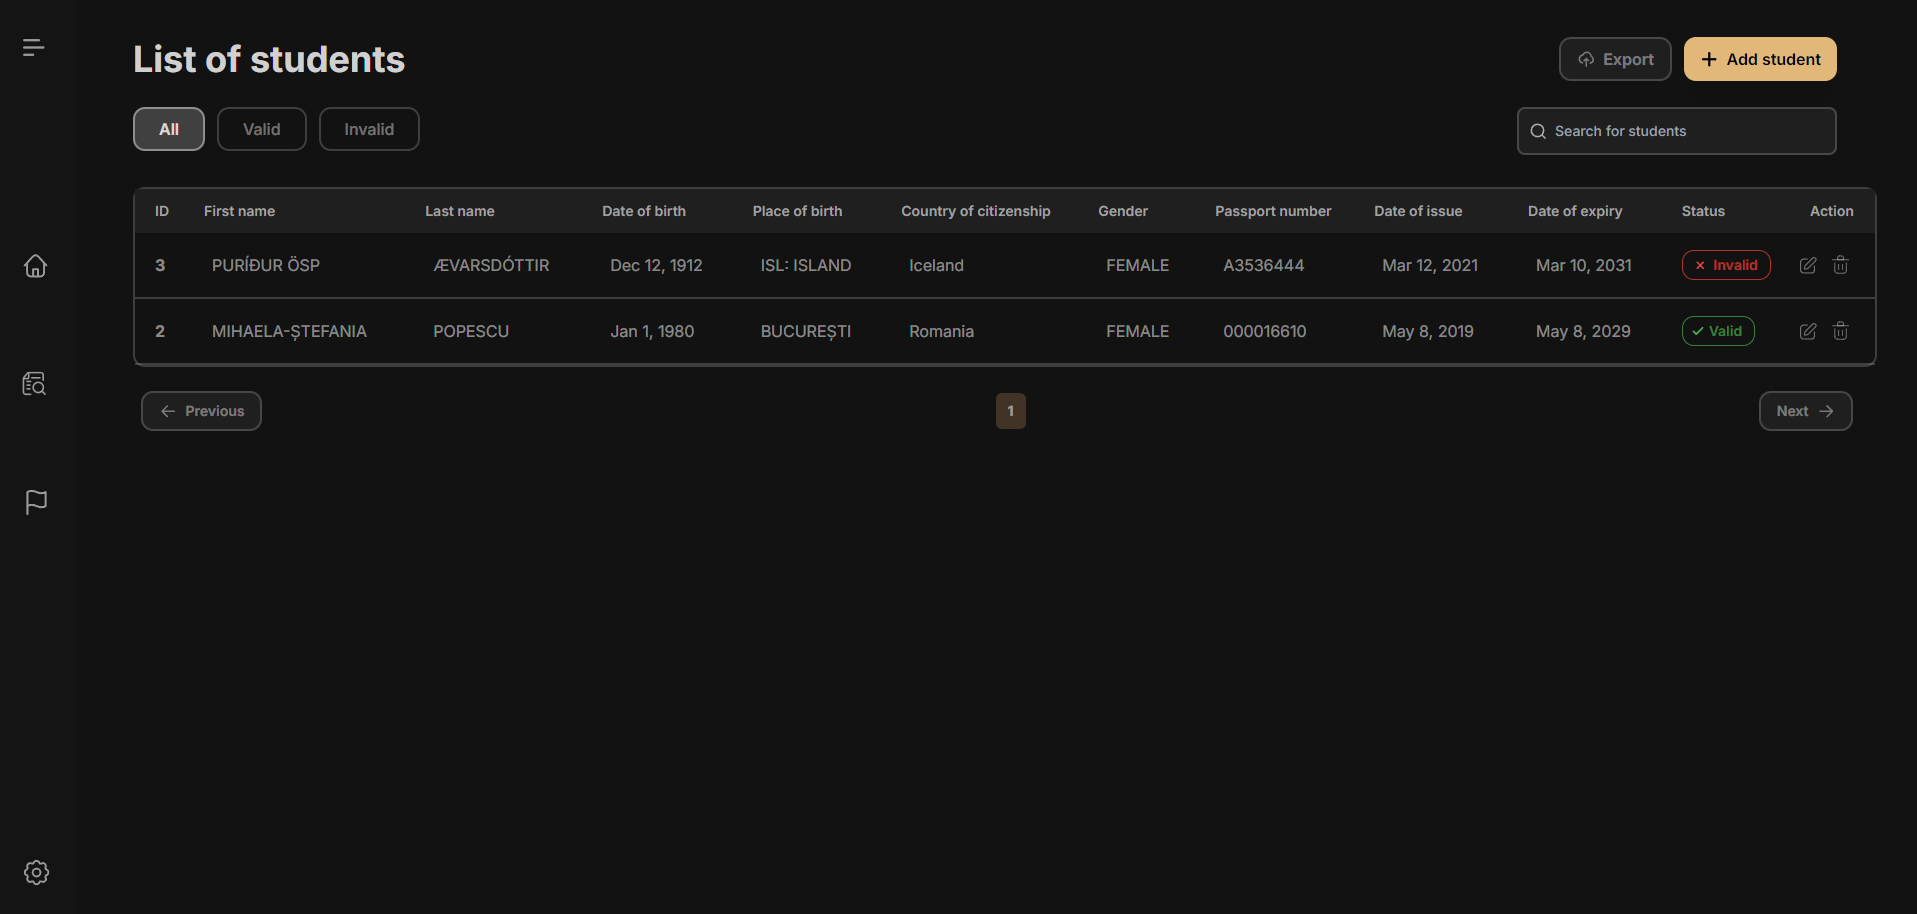 List of students
Export
Add student
All
Valid
Invalid
Search for students
ID First name Last name Date of birth Place of birth Country of citizenship Gender Passport number Date of issue Date of expiry Status Action
3 PURÍÐUR ÖSP ÆVARSDÓTTIR Dec 12, 1912 ISL: ISLAND Iceland FEMALE A3536444 Mar 12, 2021 Mar 10, 2031 Invalid
2 MIHAELA-ȘTEFANIA POPESCU Jan 1, 1980 BUCUREȘTI Romania FEMALE 000016610 May 8, 2019 May 8, 2029 Valid
Previous 1 Next